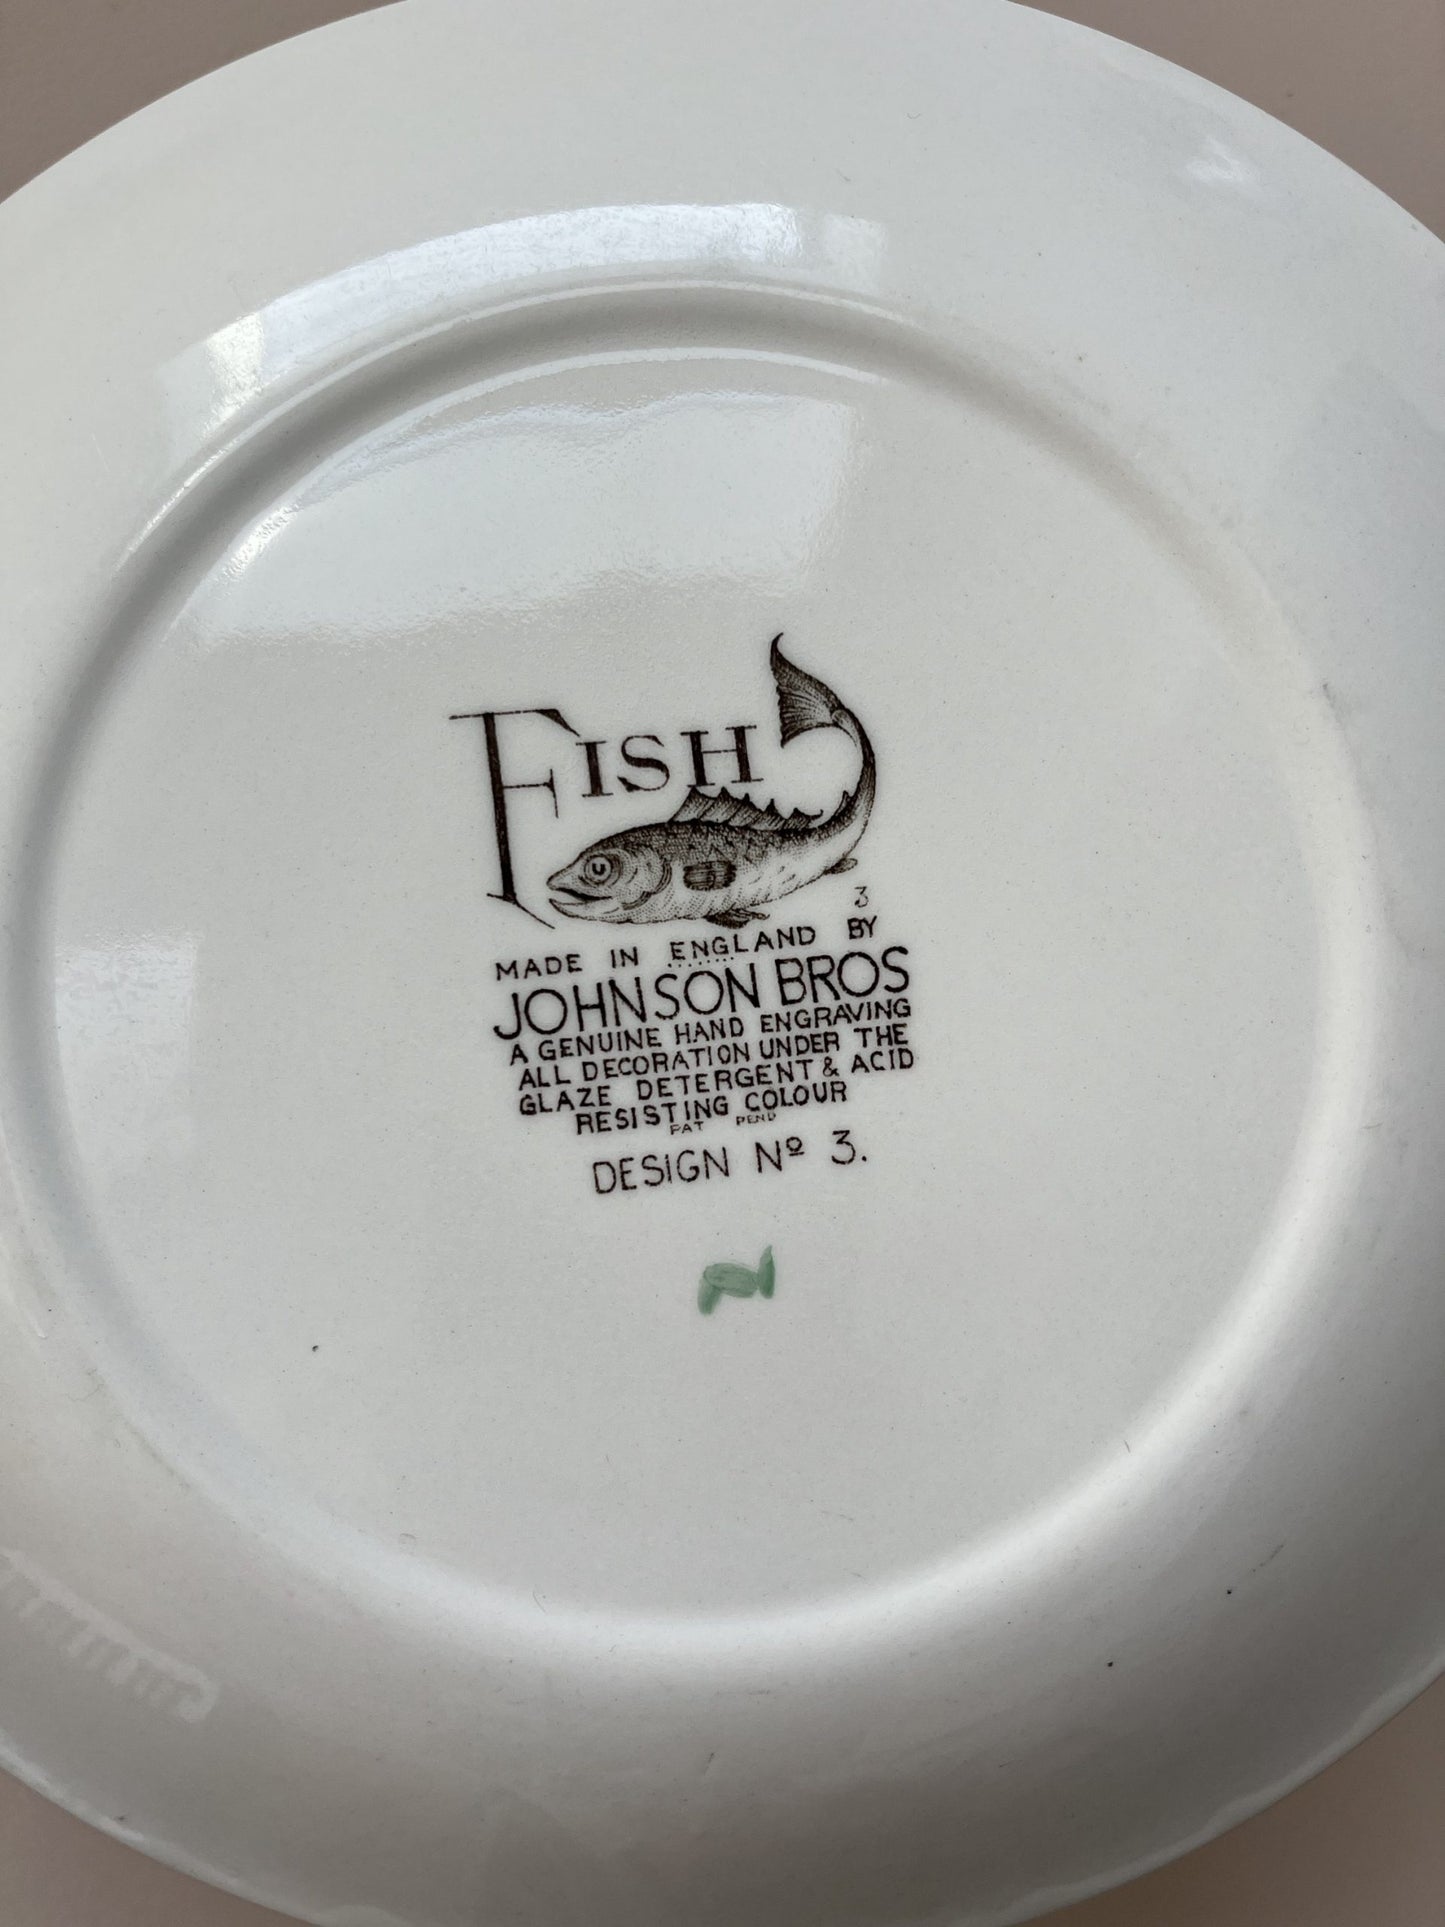 FISH
3
MADE IN ENGLAND BY
JOHNSON BROS
A GENUINE HAND ENGRAVING
ALL DECORATION UNDER THE
GLAZE DETERGENT & ACID
RESISTING COLOUR
PAT PEND
DESIGN Nº 3.